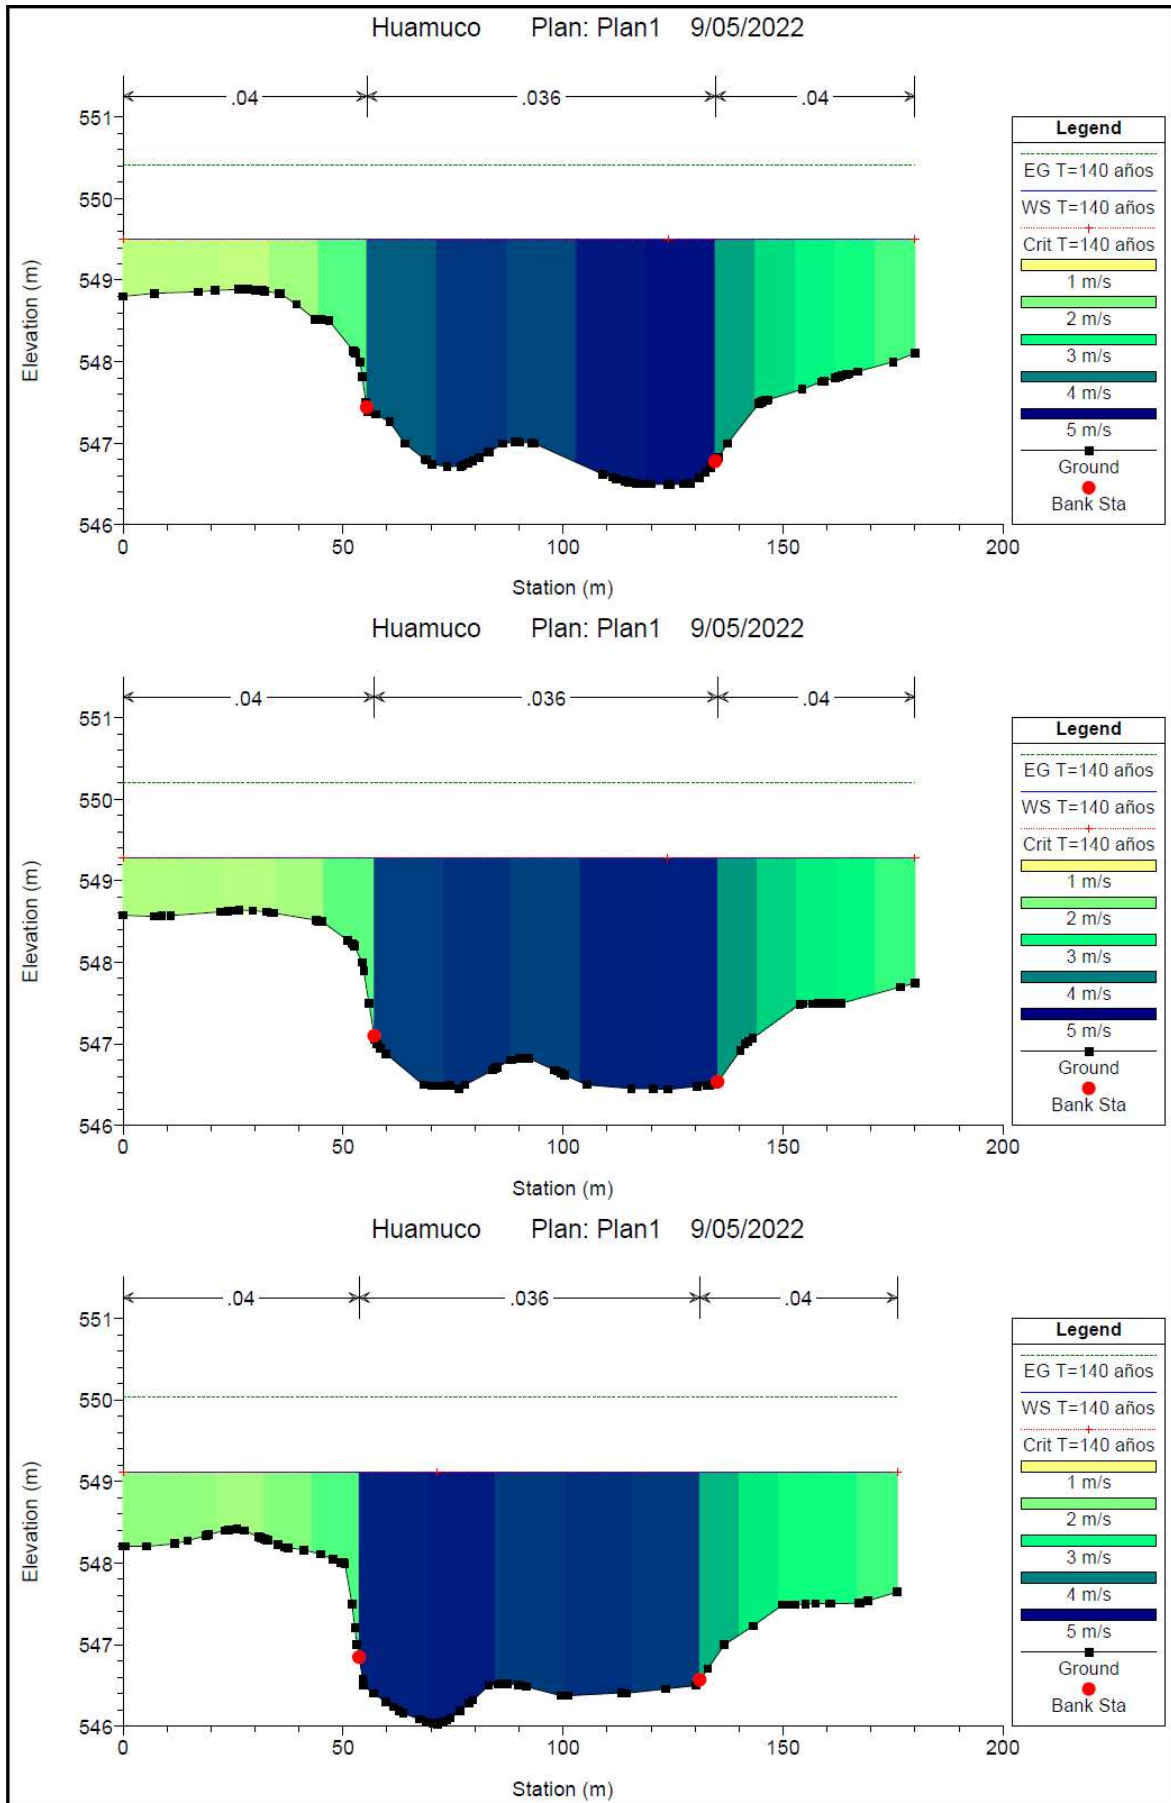 Huamuco Plan: Plan1 9/05/2022
.04 .036 .04
551
550
549
548
547
546
Elevation (m)
0 50 100 150 200
Station (m)
Legend
EG T=140 años
WS T=140 años
Crit T=140 años
1 m/s
2 m/s
3 m/s
4 m/s
5 m/s
Ground
Bank Sta
Huamuco Plan: Plan1 9/05/2022
.04 .036 .04
551
550
549
548
547
546
Elevation (m)
0 50 100 150 200
Station (m)
Legend
EG T=140 años
WS T=140 años
Crit T=140 años
1 m/s
2 m/s
3 m/s
4 m/s
5 m/s
Ground
Bank Sta
Huamuco Plan: Plan1 9/05/2022
.04 .036 .04
551
550
549
548
547
546
Elevation (m)
0 50 100 150 200
Station (m)
Legend
EG T=140 años
WS T=140 años
Crit T=140 años
1 m/s
2 m/s
3 m/s
4 m/s
5 m/s
Ground
Bank Sta